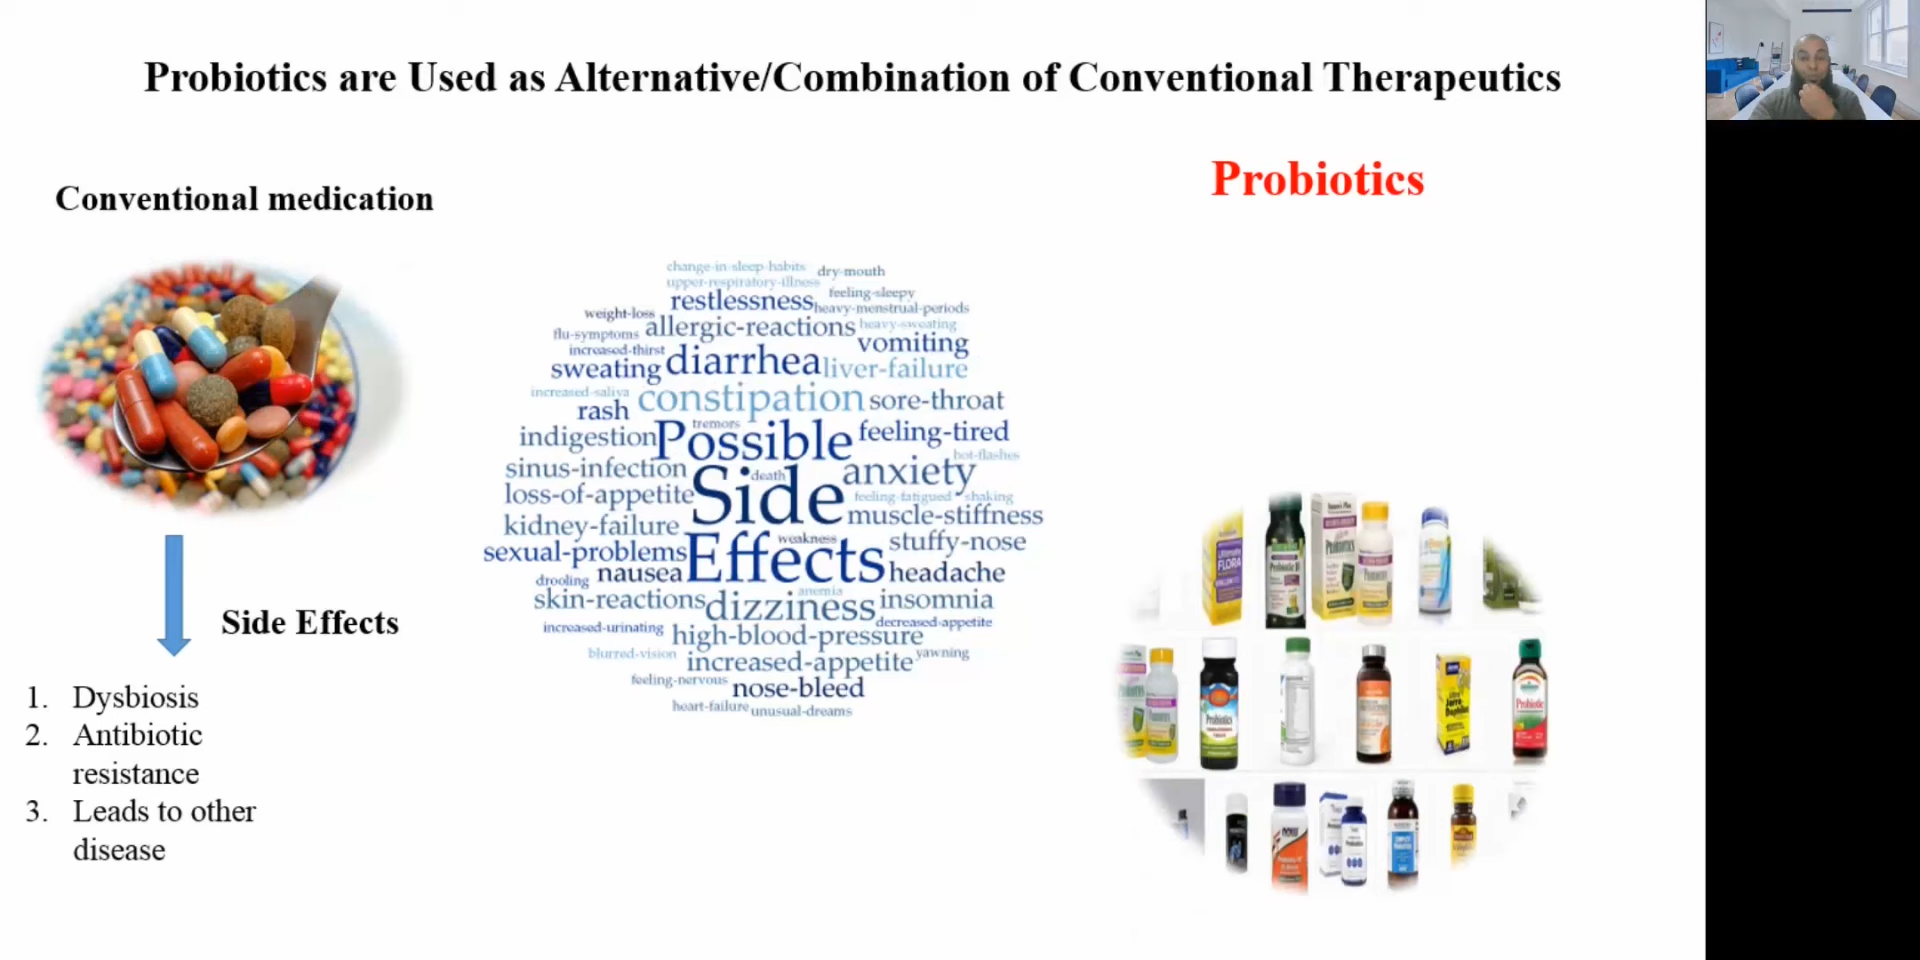 Probiotics are Used as Alternative/Combination of Conventional Therapeutics
Probiotics
Conventional medication
change-in-sleep-habits dry-mouth
upper-respiratory-illness feeling-sleepy
restlessness heavy-menstrual-periods
weight-loss
flu-symptoms allergic-reactions heavy-sweating
increased-thirst vomiting
sweating diarrhea liver-failure
increased-saliva constipation sore-throat
rash
tremors
indigestion Possible feeling-tired
hot-flashes
sinus-infection death anxiety
loss-of-appetite Side feeling-fatigued shaking
kidney-failure muscle-stiffness
weakness stuffy-nose
sexual-problems Effects
drooling nausea headache
anemia
skin-reactions dizziness insomnia
increased-urinating high-blood-pressure decreased-appetite
blurred-vision increased-appetite yawning
feeling-nervous nose-bleed
heart-failure unusual-dreams
Side Effects
1. Dysbiosis
2. Antibiotic
resistance
3. Leads to other
disease
FLORA
Probiotics
Probiotic
NOW